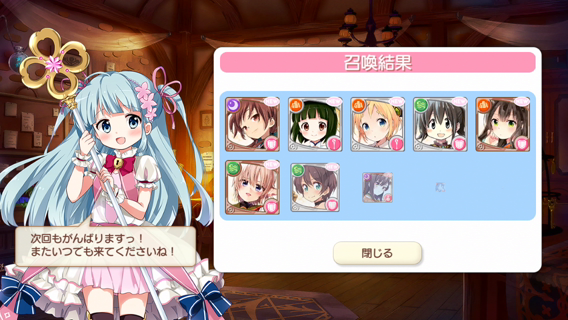 召喚結果
次回もがんばりますっ！
またいつでも来てくださいね！
閉じる